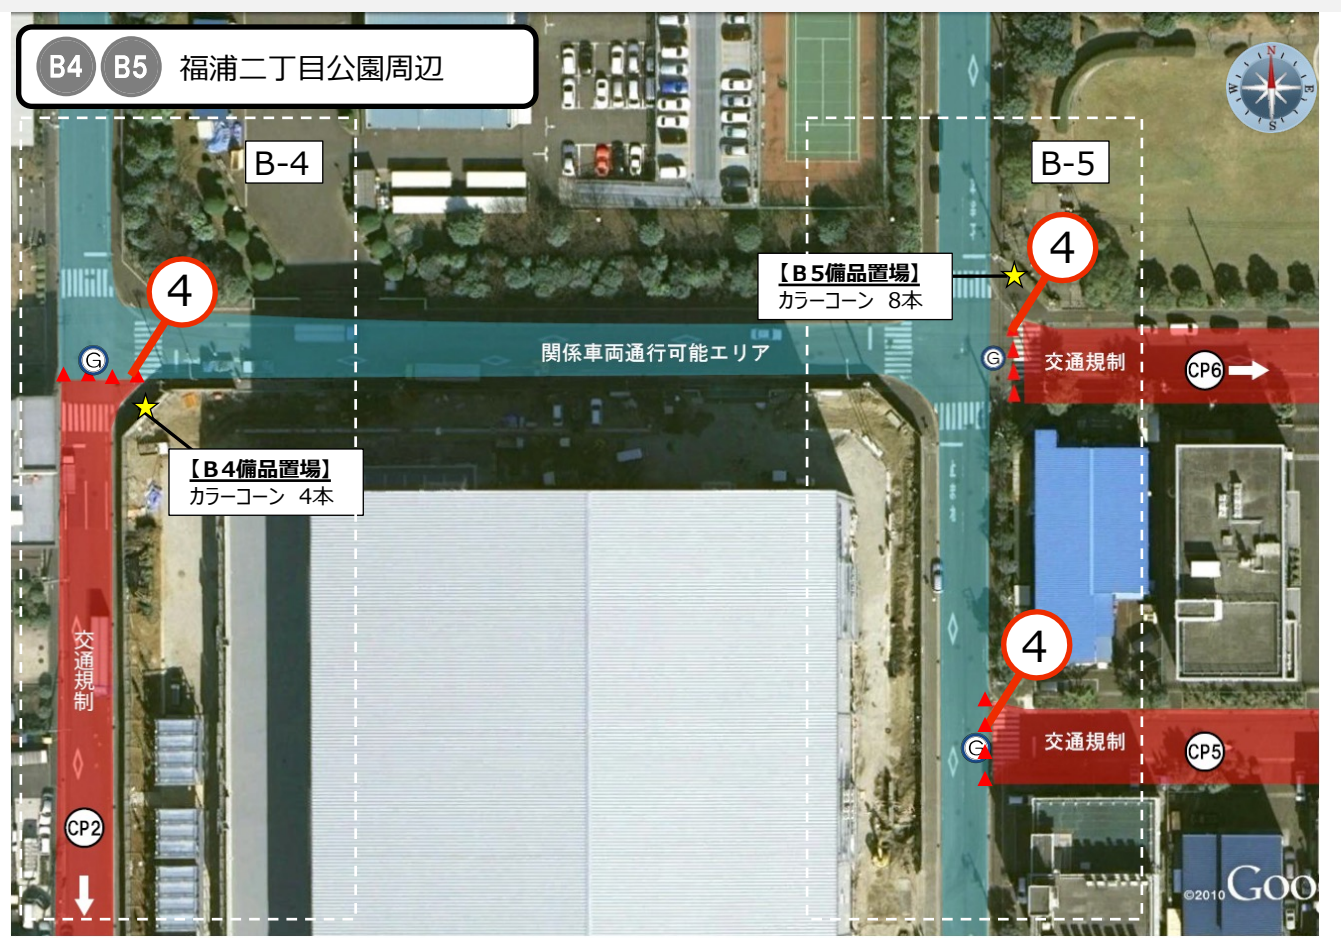 B4 B5 福浦二丁目公園周辺
N
W E
S
B-4
B-5
4
4
【B5備品置場】
カラーコーン 8本
G
G
関係車両通行可能エリア
交通規制
CP6
【B4備品置場】
カラーコーン 4本
交通規制
4
G
交通規制
CP5
CP2
©2010 Goo